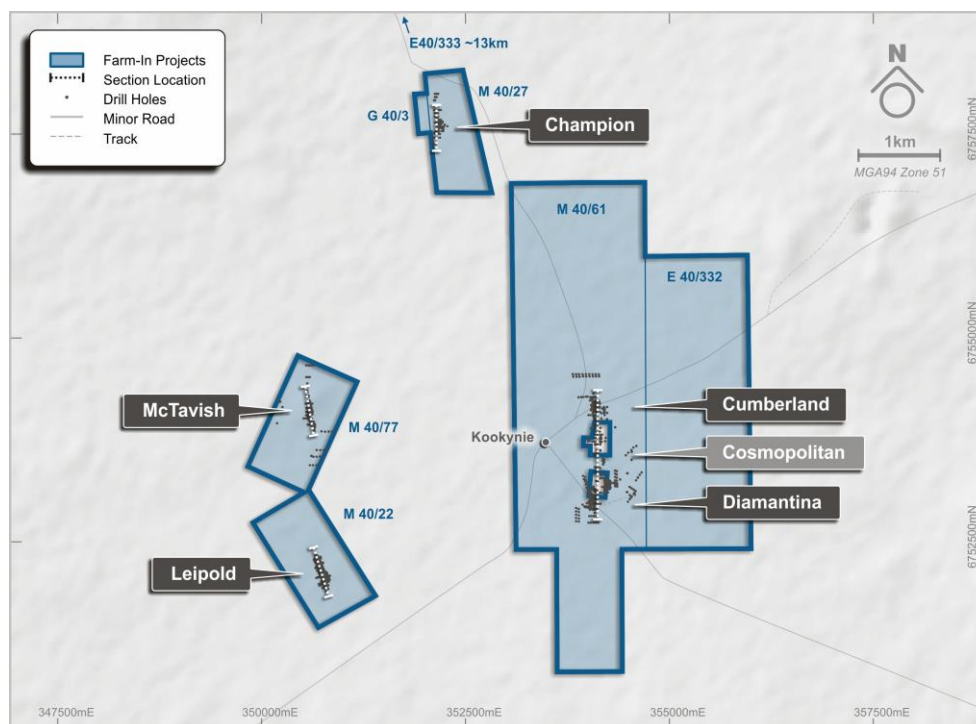 E40/333 ~13km
Farm-In Projects
Section Location
Drill Holes
Minor Road
Track
M 40/27
G 40/3
Champion
N
1km
MGA94 Zone 51
6757500mN
M 40/61
E 40/332
6755000mN
McTavish
M 40/77
Cumberland
Kookynie
Cosmopolitan
Diamantina
M 40/22
Leipold
6752500mN
347500mE
350000mE
352500mE
355000mE
357500mE